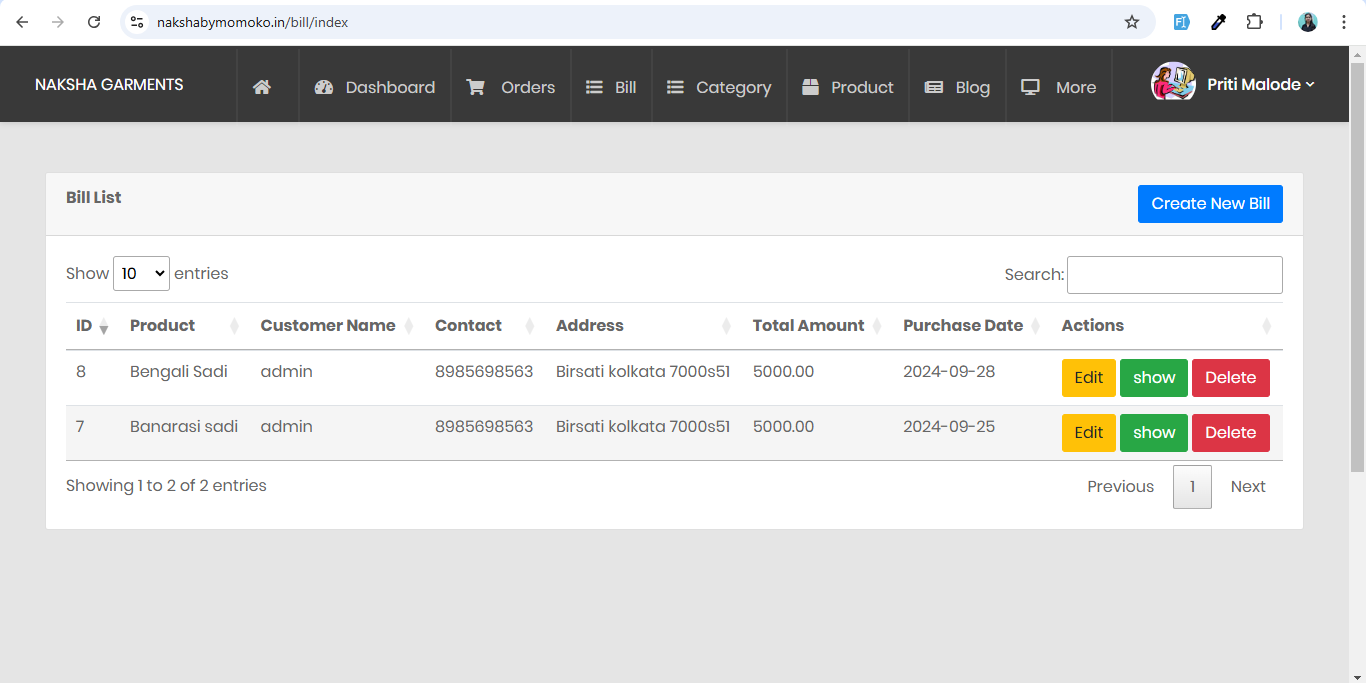 nakshabymomoko.in/bill/index
NAKSHA GARMENTS Dashboard Orders Bill Category Product Blog More Priti Malode
Bill List Create New Bill
Show 10 entries Search:
ID Product Customer Name Contact Address Total Amount Purchase Date Actions
8 Bengali Sadi admin 8985698563 Birsati kolkata 7000s51 5000.00 2024-09-28 Edit show Delete
7 Banarasi sadi admin 8985698563 Birsati kolkata 7000s51 5000.00 2024-09-25 Edit show Delete
Showing 1 to 2 of 2 entries Previous 1 Next